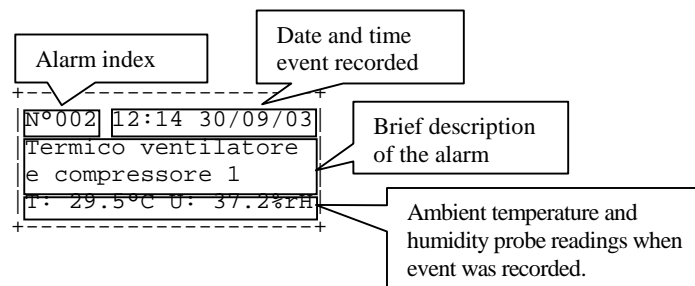 Alarm index
Date and time
event recorded
N°002 12:14 30/09/03
Termico ventilatore
e compressore 1
T: 29.5°C U: 37.2%rH
Brief description
of the alarm
Ambient temperature and
humidity probe readings when
event was recorded.